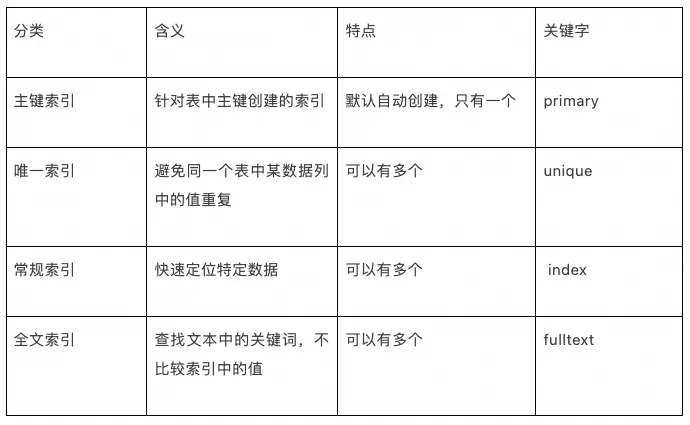 分类 含义 特点 关键字
主键索引 针对表中主键创建的索引 默认自动创建，只有一个 primary
唯一索引 避免同一个表中某数据列 可以有多个 unique
中的值重复
常规索引 快速定位特定数据 可以有多个 index
全文索引 查找文本中的关键词，不 可以有多个 fulltext
比较索引中的值